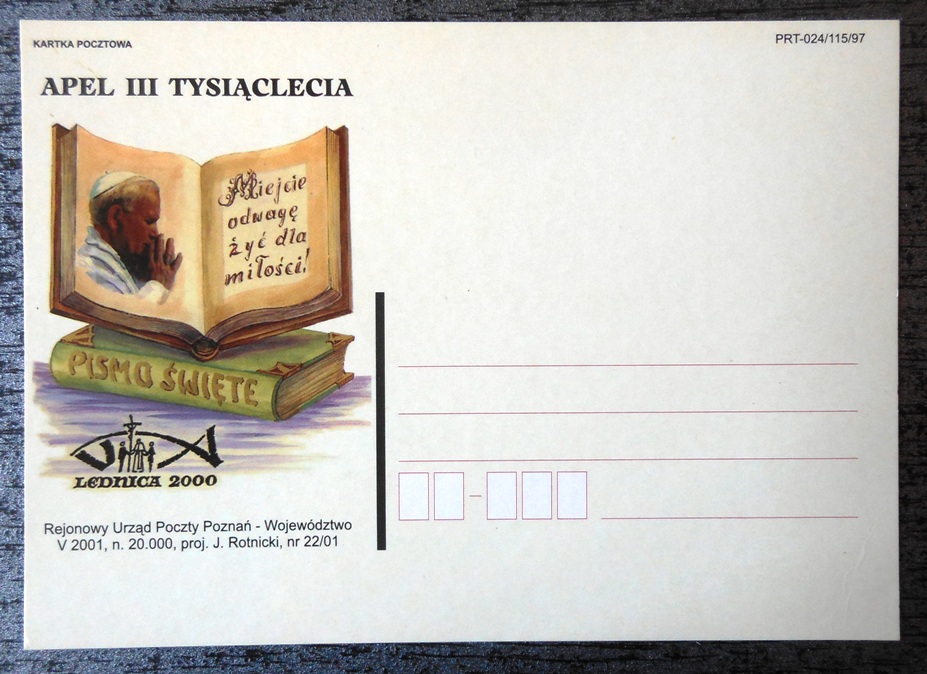 KARTKA POCZTOWA
PRT-024/115/97
APEL III TYSIĄCLECIA
Miejcie
odwagę
żyć dla
miłości!
PISMO ŚWIĘTE
LEDNICA 2000
Rejonowy Urząd Poczty Poznań - Województwo
V 2001, n. 20.000, proj. J. Rotnicki, nr 22/01